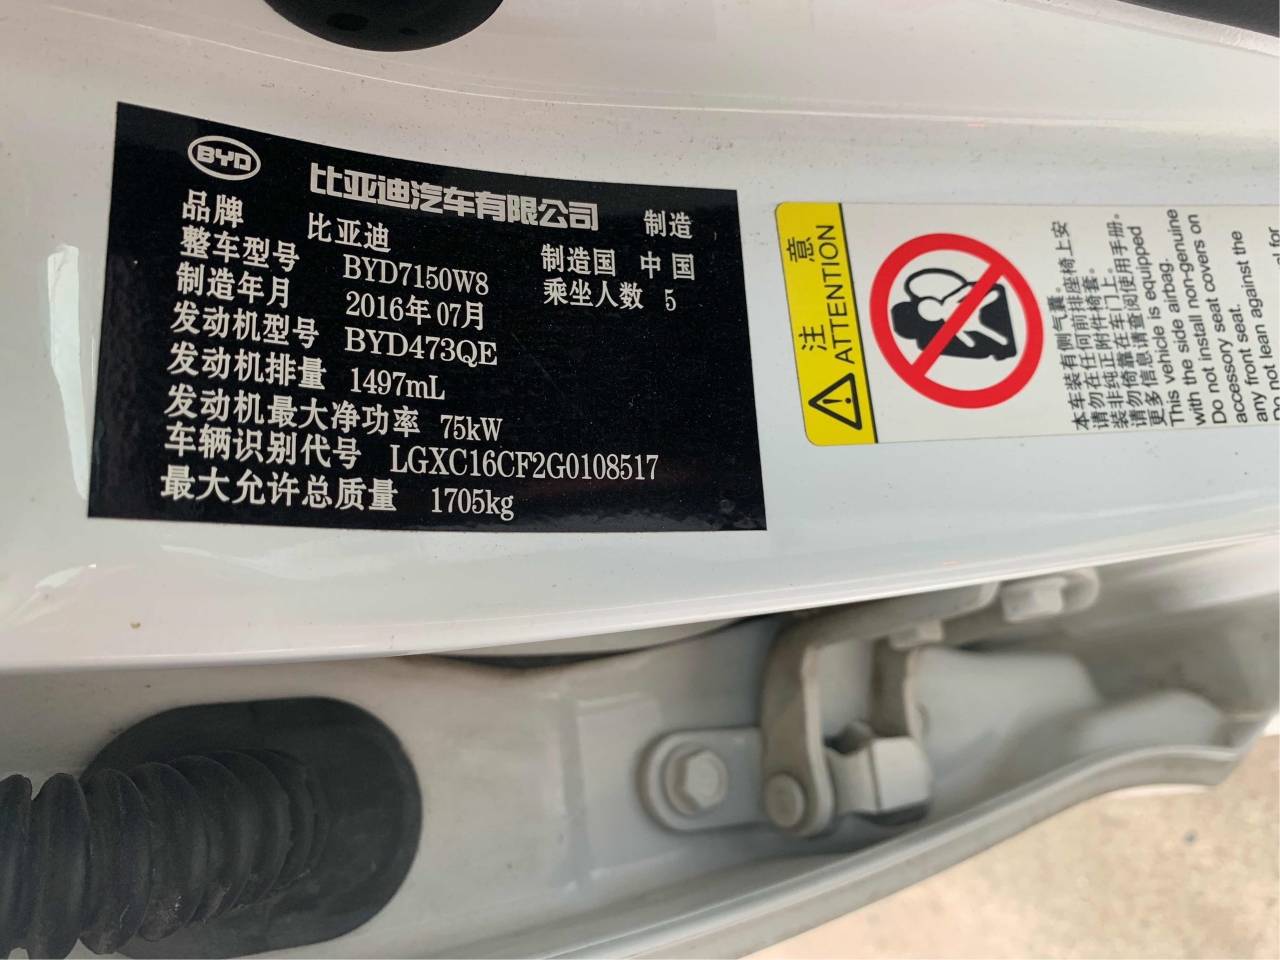 BYD 比亚迪汽车有限公司 制造
品牌 比亚迪 制造国 中国
整车型号 BYD7150W8 乘坐人数 5
制造年月 2016年07月
发动机型号 BYD473QE
发动机排量 1497mL
发动机最大净功率 75kW
车辆识别代号 LGXC16CF2G0108517
最大允许总质量 1705kg
注意
ATTENTION
本车装有侧气囊。
请勿在任何前排座椅上安
装非纯正附件椅套。
请勿倚靠在车门上。
更多信息请查阅使用手册。
This vehicle is equipped
with the side airbag.
Do not install non-genuine
accessory seat covers on
any front seat.
Do not lean against the